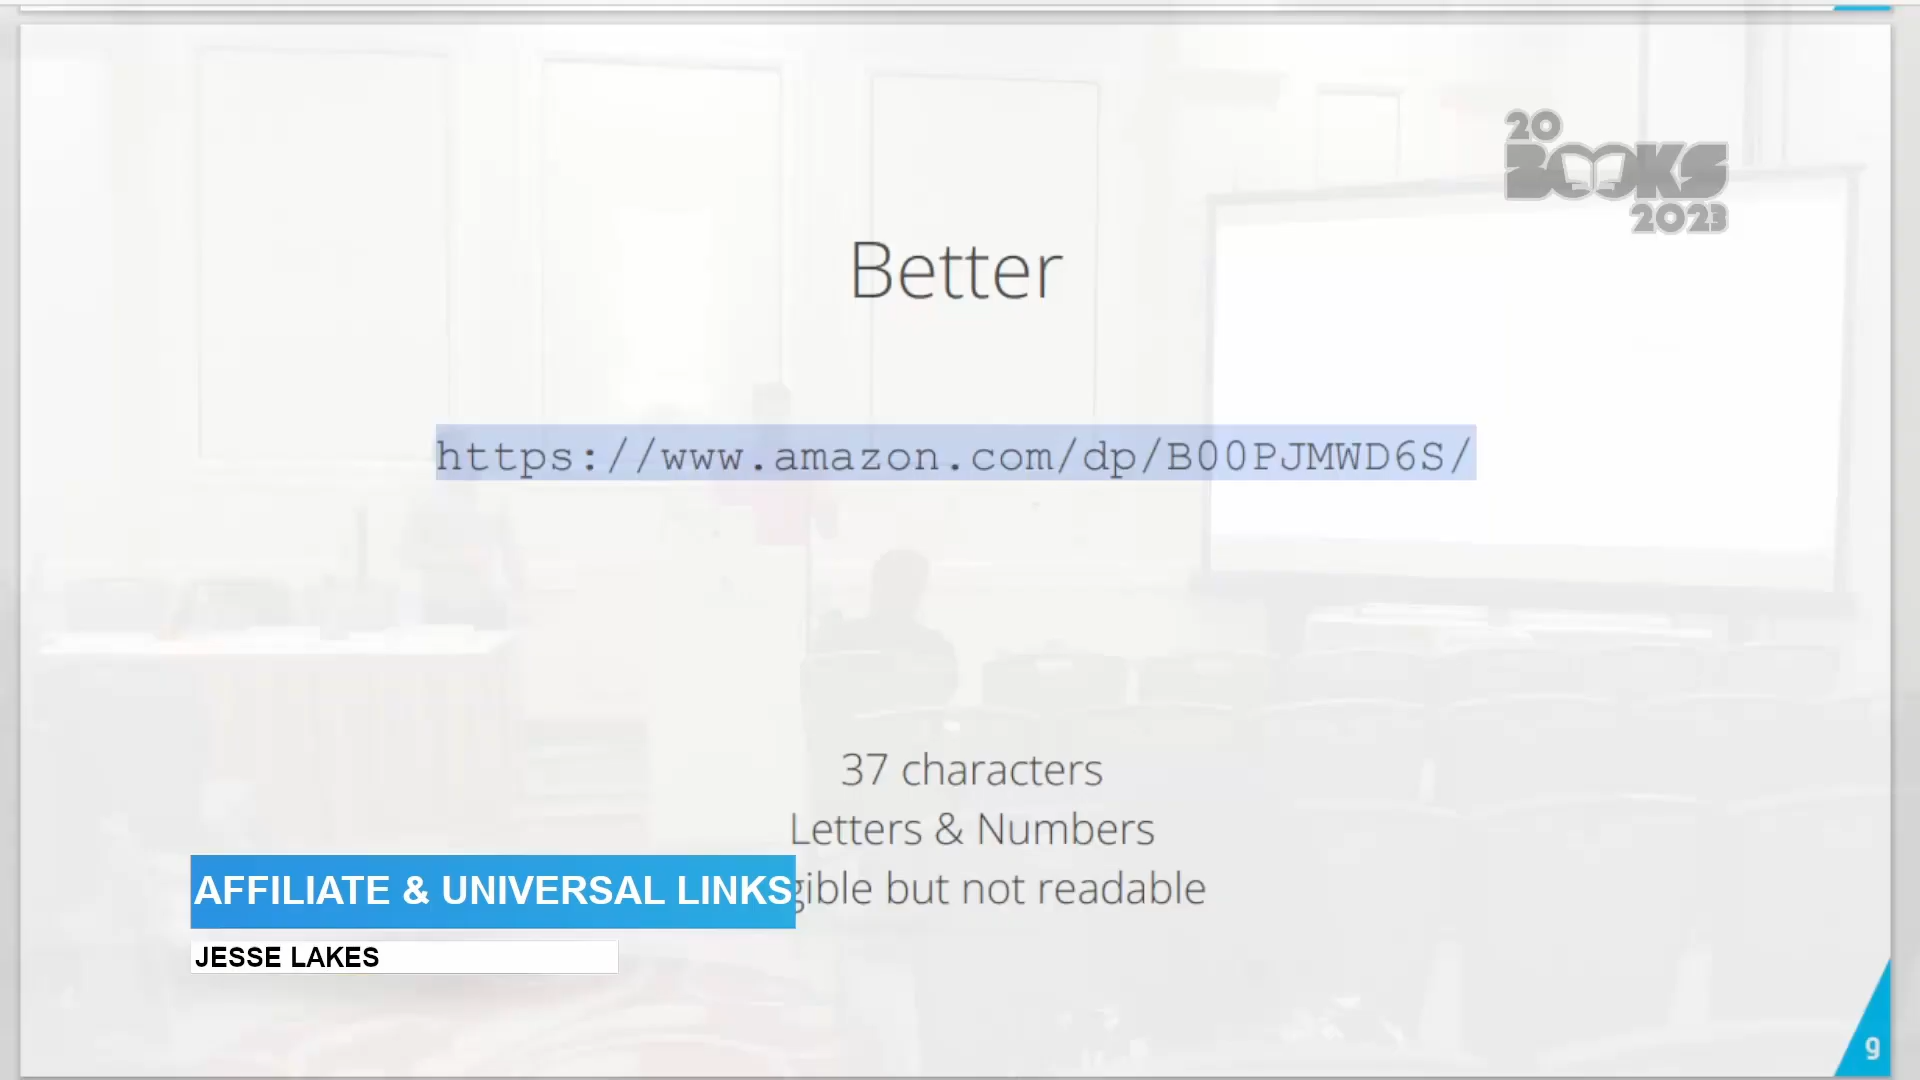 20
BOOKS
2023
Better
https://www.amazon.com/dp/B00PJMWD6S/
37 characters
Letters & Numbers
gible but not readable
AFFILIATE & UNIVERSAL LINKS
JESSE LAKES
9